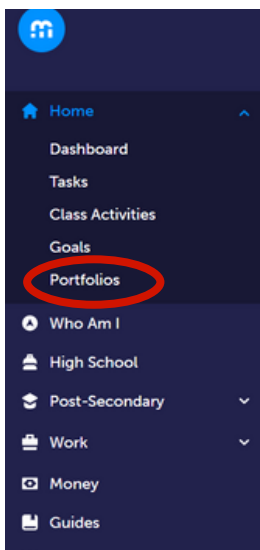 m
Home
Dashboard
Tasks
Class Activities
Goals
Portfolios
Who Am I
High School
Post-Secondary
Work
Money
Guides